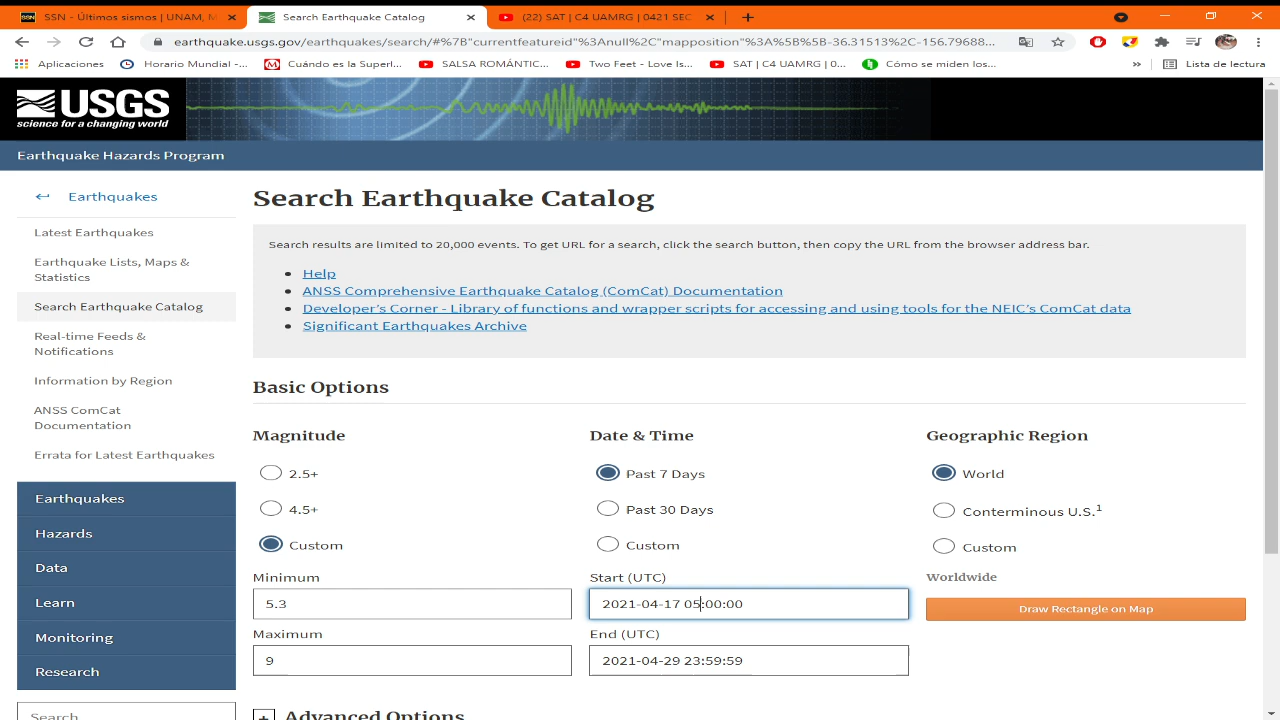 SSN - Últimos sismos | UNAM, M
Search Earthquake Catalog
(22) SAT | C4 UAMRG | 0421 SEC
earthquake.usgs.gov/earthquakes/search/#%7B"currentfeatureid"%3Anull%2C"mapposition"%3A%5B%5B-36.31513%2C-156.79688...
Aplicaciones
Horario Mundial -...
Cuándo es la Superl...
SALSA ROMÁNTIC...
Two Feet - Love Is...
SAT | C4 UAMRG | 0...
Cómo se miden los...
»
Lista de lectura
USGS
science for a changing world
Earthquake Hazards Program
Earthquakes
Latest Earthquakes
Earthquake Lists, Maps &
Statistics
Search Earthquake Catalog
Real-time Feeds &
Notifications
Information by Region
ANSS ComCat
Documentation
Errata for Latest Earthquakes
Earthquakes
Hazards
Data
Learn
Monitoring
Research
Search
Search Earthquake Catalog
Search results are limited to 20,000 events. To get URL for a search, click the search button, then copy the URL from the browser address bar.
Help
ANSS Comprehensive Earthquake Catalog (ComCat) Documentation
Developer's Corner - Library of functions and wrapper scripts for accessing and using tools for the NEIC's ComCat data
Significant Earthquakes Archive
Basic Options
Magnitude
2.5+
4.5+
Custom
Minimum
5.3
Maximum
9
Date & Time
Past 7 Days
Past 30 Days
Custom
Start (UTC)
2021-04-17 05:00:00
End (UTC)
2021-04-29 23:59:59
Geographic Region
World
Conterminous U.S.1
Custom
Worldwide
Draw Rectangle on Map
+ Advanced Options